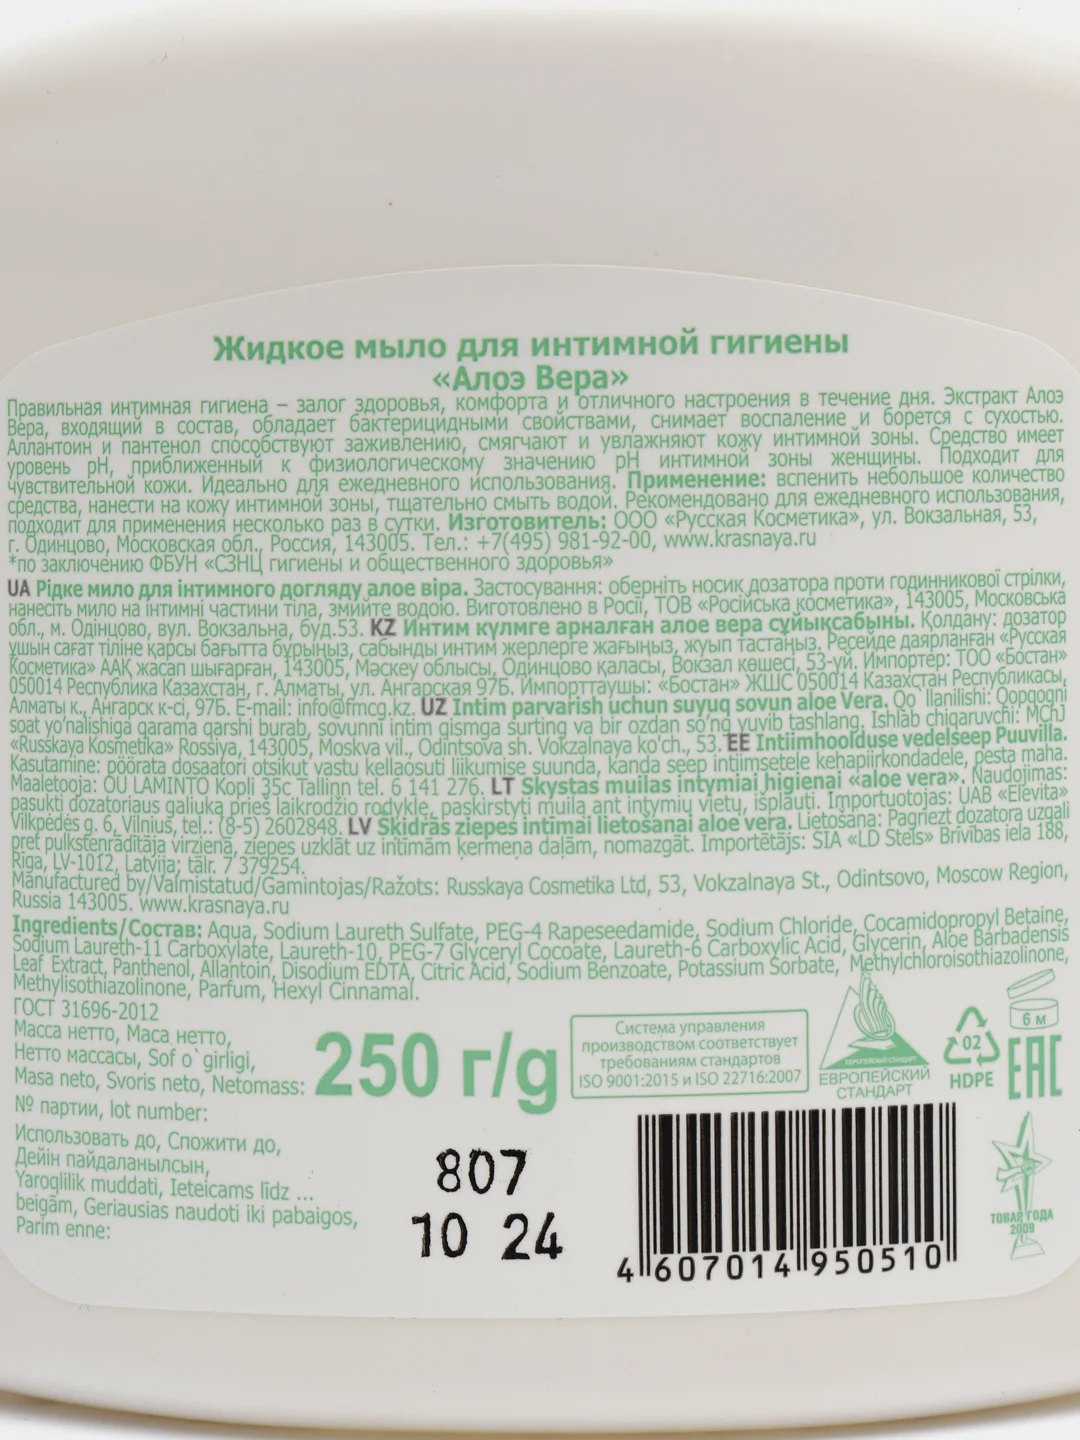 Жидкое мыло для интимной гигиены
«Алоэ Вера»
Правильная интимная гигиена – залог здоровья, комфорта и отличного настроения в течение дня. Экстракт Алоэ
Вера, входящий в состав, обладает бактерицидными свойствами, снимает воспаление и борется с сухостью.
Аллантоин и пантенол способствуют заживлению, смягчают и увлажняют кожу интимной зоны. Средство имеет
уровень pH, приближенный к физиологическому значению pH интимной зоны женщины. Подходит для
чувствительной кожи. Идеально для ежедневного использования. Применение: вспенить небольшое количество
средства, нанести на кожу интимной зоны, тщательно смыть водой. Рекомендовано для ежедневного использования,
подходит для применения несколько раз в сутки. Изготовитель: ООО «Русская Косметика», ул. Вокзальная, 53,
г. Одинцово, Московская обл., Россия, 143005. Тел.: +7(495) 981-92-00, www.krasnaya.ru
*по заключению ФБУН «СЗНЦ гигиены и общественного здоровья»
UA Рідке мило для інтимного догляду алое віра. Застосування: оберніть носик дозатора проти годинникової стрілки,
нанесіть мило на інтимні частини тіла, змийте водою. Виготовлено в Росії, ТОВ «Російська косметика», 143005, Московська
обл., м. Одінцово, вул. Вокзальна, буд.53. KZ Интим күлмге арналған алое вера сұйықсабыны. Қолдану: дозатор
ұшын сағат тіліне қарсы бағытта бұрыңыз, сабынды интим жерлерге жағыңыз, жуып тастаңыз. Ресейде даярланған «Русская
Косметика» ААҚ жасап шығарған, 143005, Мәскеу облысы, Одинцово қаласы, Вокзал көшесі, 53-үй. Импортер: ТОО «Бостан»
050014 Республика Казахстан, г. Алматы, ул. Ангарская 97Б. Импорттаушы: «Бостан» ЖШС 050014 Казахстан Республикасы,
Алматы к., Ангарск к-сі, 97Б. E-mail: info@fmcg.kz. UZ Intim parvarish uchun suyuq sovun aloe Vera. Qo`llanilishi: Qopqogni
soat yo'nalishiga qarama qarshi burab, sovunni intim qismga surting va bir ozdan so'ng yuvib tashlang. Ishlab chiqaruvchi: MChJ
«Russkaya Kosmetika» Rossiya, 143005, Moskva vil., Odintsova sh. Vokzalnaya ko'ch., 53. EE Intiimhoolduse vedelseep Puuvilla.
Kasutamine: pöörata dosaatori otsikut vastu kellaosuti liikumise suunda, kanda seep intiimsetele kehapiirkondadele, pesta maha.
Maaletooja: OU LAMINTO Kopli 35c Tallinn tel. 6 141 276. LT Skystas muilas intymiai higienai «aloe vera». Naudojimas:
pasukti dozatoriaus galiuką prieš laikrodžio rodyklę, paskirstyti muilą ant intymių vietų, išplauti. Importuotojas: UAB «Elevita»
Vilkpėdės g. 6, Vilnius, tel.: (8-5) 2602848. LV Šķidrās ziepes intīmai lietošanai aloe vera. Lietošana: Pagriezt dozatora uzgali
pret pulkstenrādītāja virzienā, ziepes uzklāt uz intīmām ķermeņa daļām, nomazgāt. Importētājs: SIA «LD Stels» Brīvības iela 188,
Rīga, LV-1012, Latvija; tālr. 7 379254.
Manufactured by/Valmistatud/Gamintojas/Ražots: Russkaya Cosmetika Ltd, 53, Vokzalnaya St., Odintsovo, Moscow Region,
Russia 143005. www.krasnaya.ru
Ingredients/Состав: Aqua, Sodium Laureth Sulfate, PEG-4 Rapeseedamide, Sodium Chloride, Cocamidopropyl Betaine,
Sodium Laureth-11 Carboxylate, Laureth-10, PEG-7 Glyceryl Cocoate, Laureth-6 Carboxylic Acid, Glycerin, Aloe Barbadensis
Leaf Extract, Panthenol, Allantoin, Disodium EDTA, Citric Acid, Sodium Benzoate, Potassium Sorbate, Methylchloroisothiazolinone,
Methylisothiazolinone, Parfum, Hexyl Cinnamal.
ГОСТ 31696-2012
Масса нетто, Маса нетто,
Нетто массасы, Sof o`girligi,
Masa neto, Svoris neto, Netomass:
250 г/g
Система управления
производством соответствует
требованиям стандартов
ISO 9001:2015 и ISO 22716:2007
ЕВРОПЕЙСКИЙ СТАНДАРТ
ЕВРОПЕЙСКИЙ
СТАНДАРТ
02
HDPE
6 м
EAC
№ партии, lot number:
Использовать до, Спожити до,
Дейін пайдаланылсын,
Yaroqlilik muddati, Ieteicams līdz ...
beigām, Geriausias naudoti iki pabaigos,
Parim enne:
807
10 24
4 607014 950510
ТОВАР ГОДА
2009